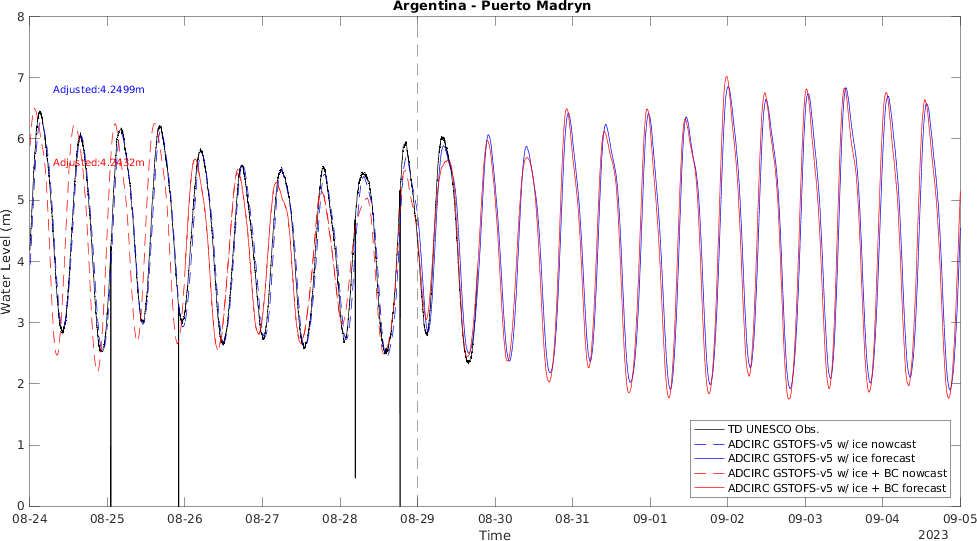 Argentina - Puerto Madryn
8
7
6
5
4
3
2
1
0
Water Level (m)
Adjusted:4.2499m
Adjusted:4.2432m
TD UNESCO Obs.
ADCIRC GSTOFS-v5 w/ ice nowcast
ADCIRC GSTOFS-v5 w/ ice forecast
ADCIRC GSTOFS-v5 w/ ice + BC nowcast
ADCIRC GSTOFS-v5 w/ ice + BC forecast
08-24 08-25 08-26 08-27 08-28 08-29 08-30 08-31 09-01 09-02 09-03 09-04 09-05
Time
2023